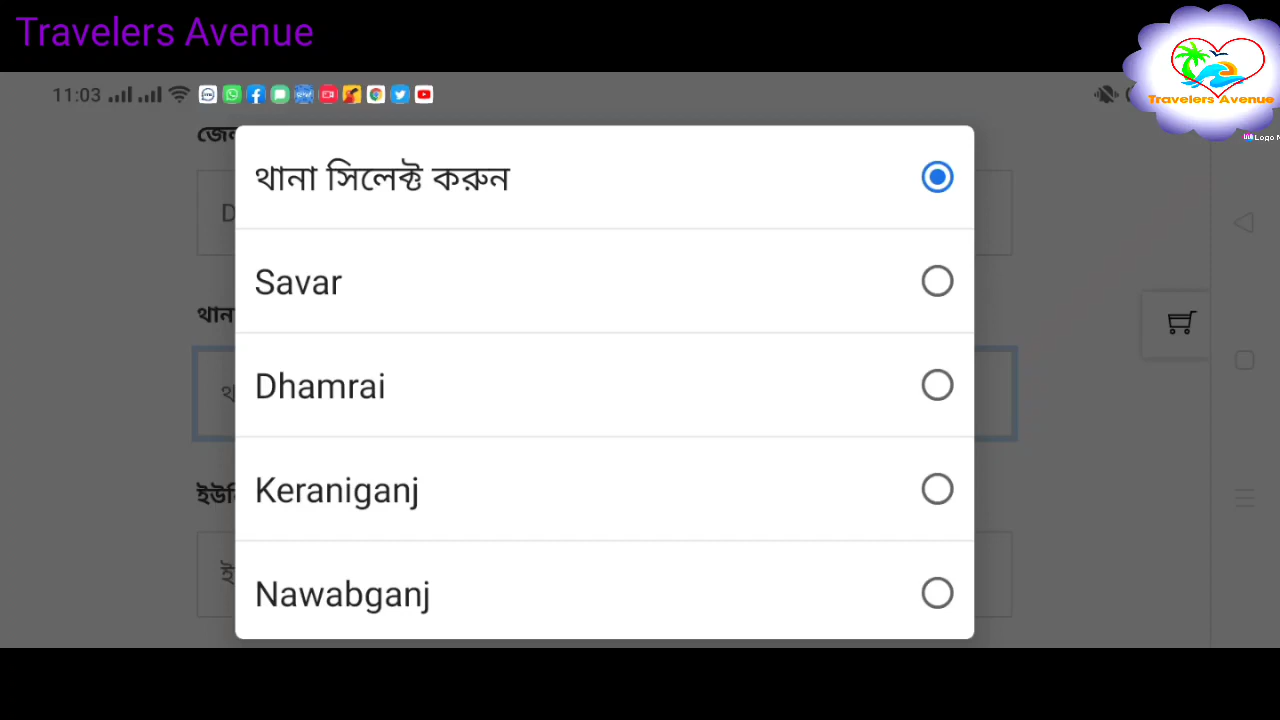 Travelers Avenue
Travelers Avenue
11:03
থানা সিলেক্ট করুন
Savar
Dhamrai
Keraniganj
Nawabganj